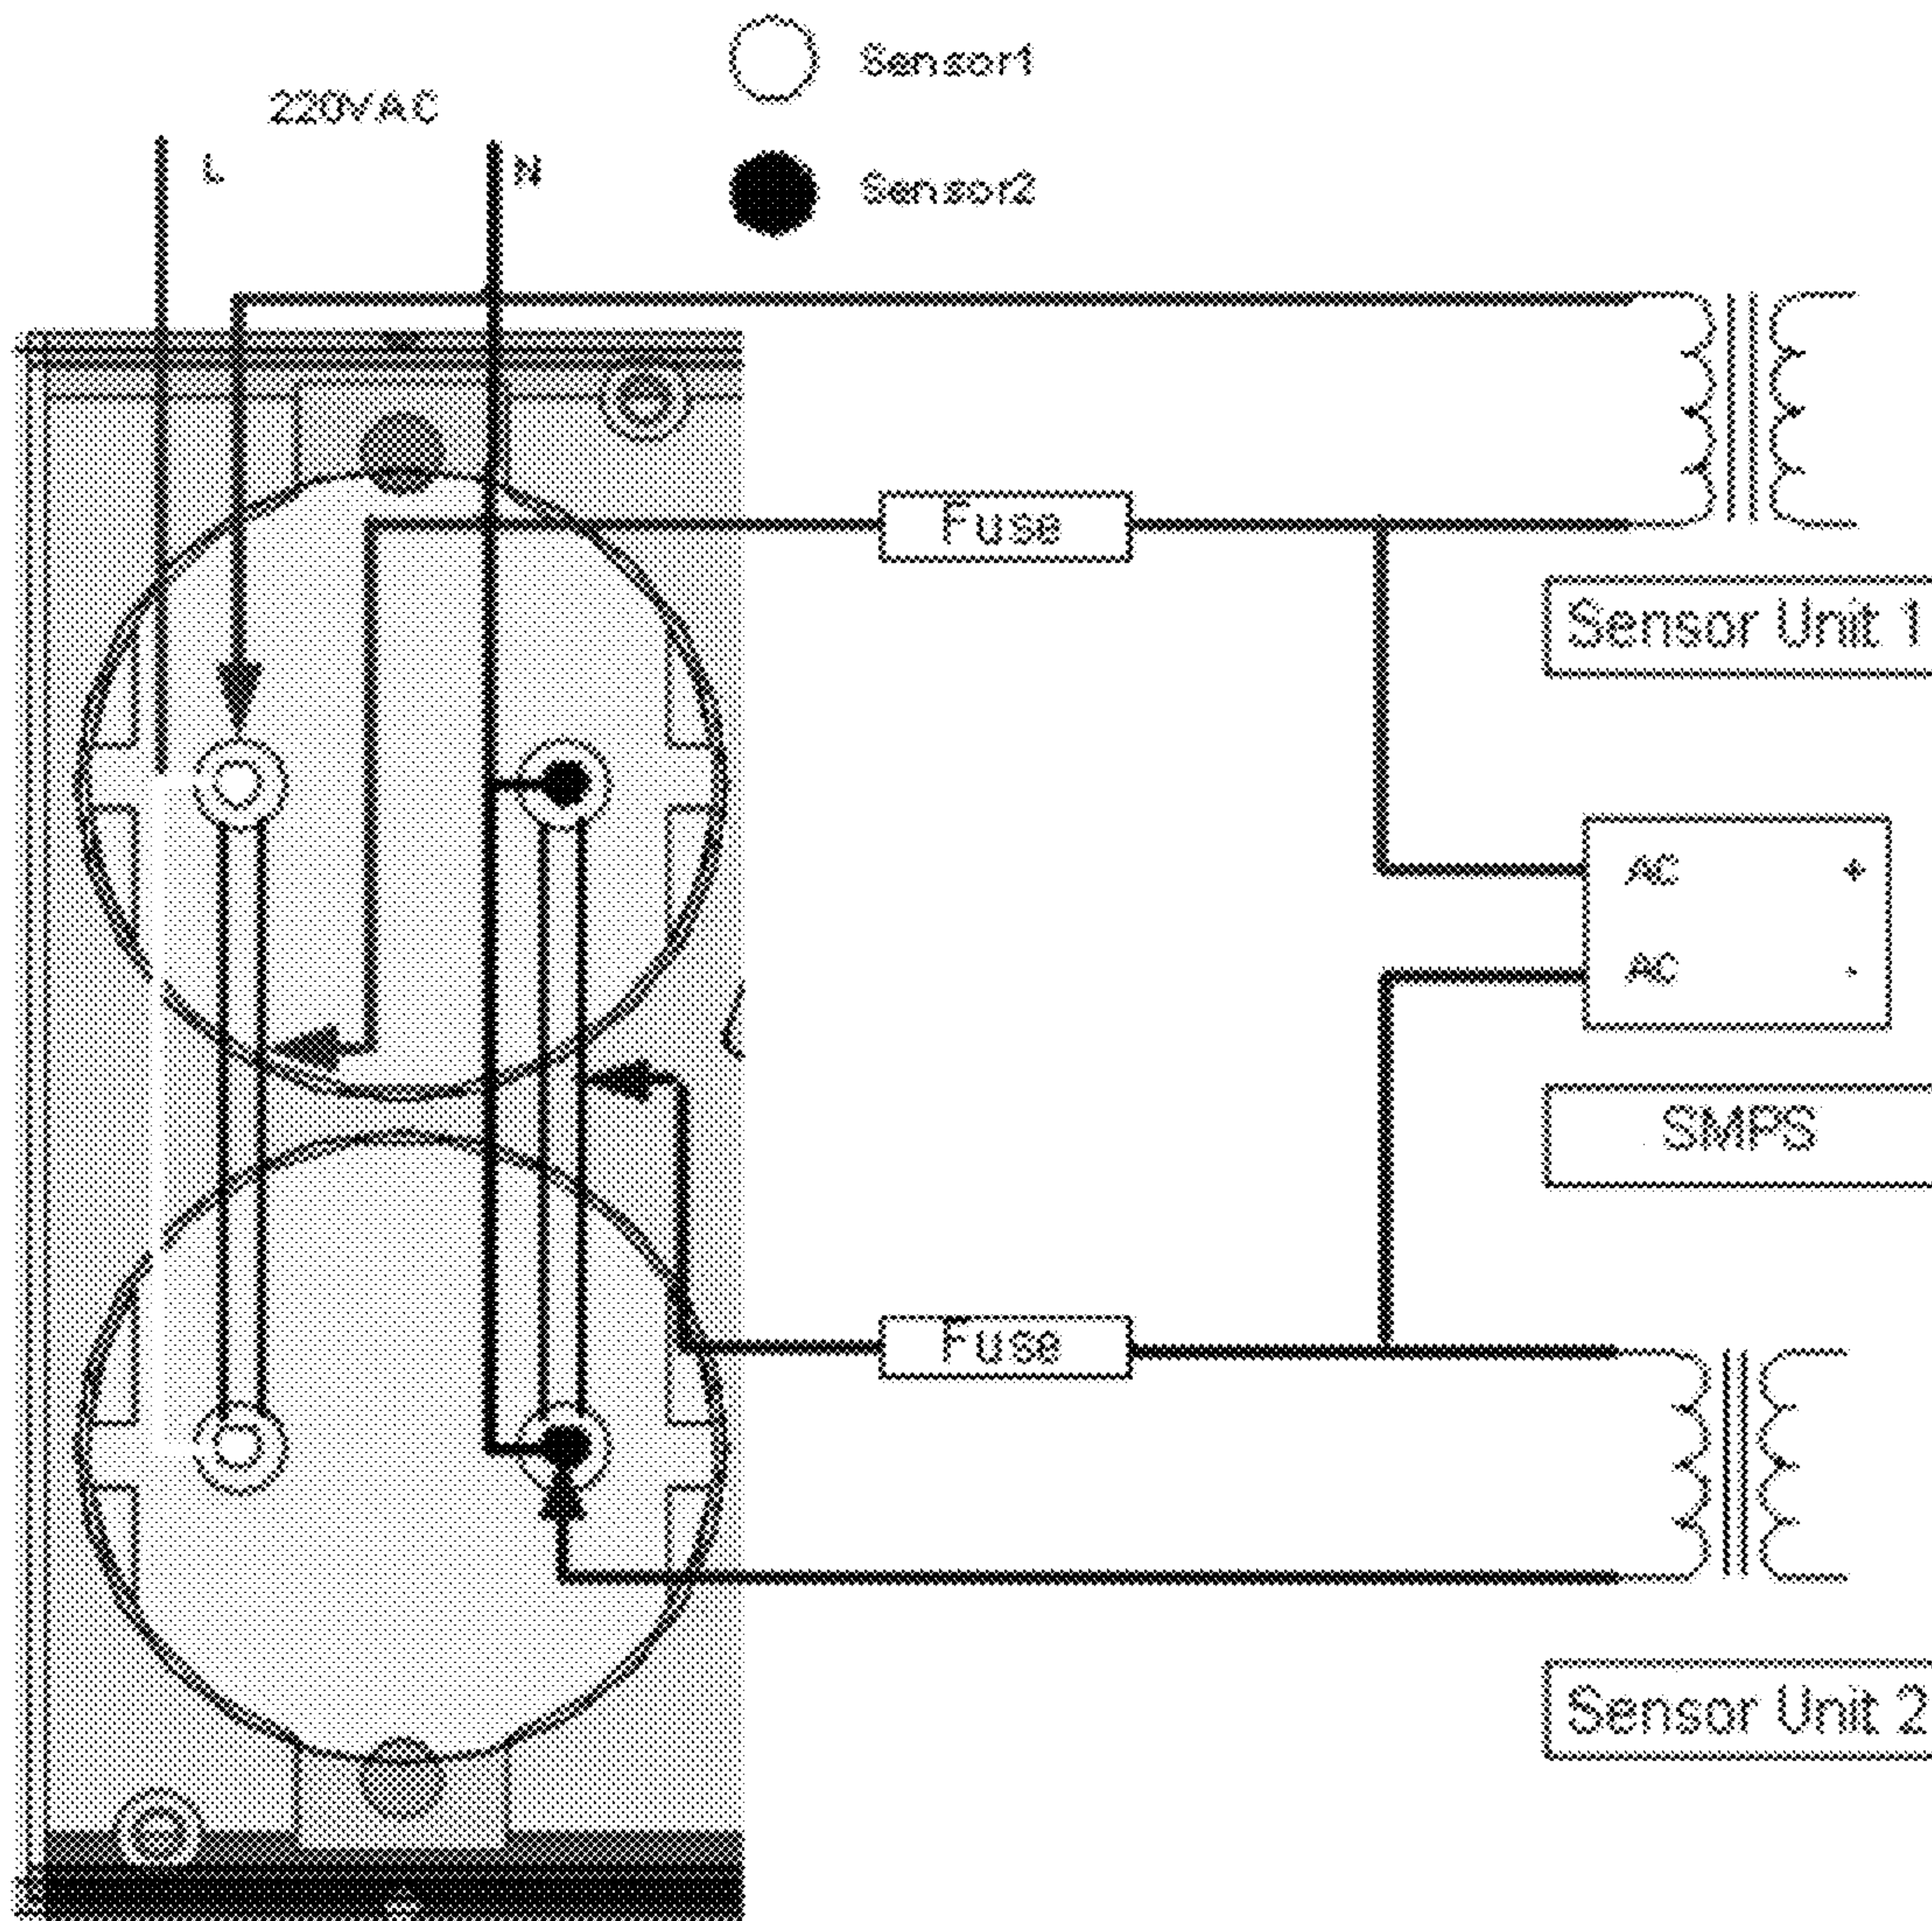 Sensor1
220VAC
L
N
Sensor2
Fuse
Sensor Unit 1
AC +
AC -
SMPS
Fuse
Sensor Unit 2